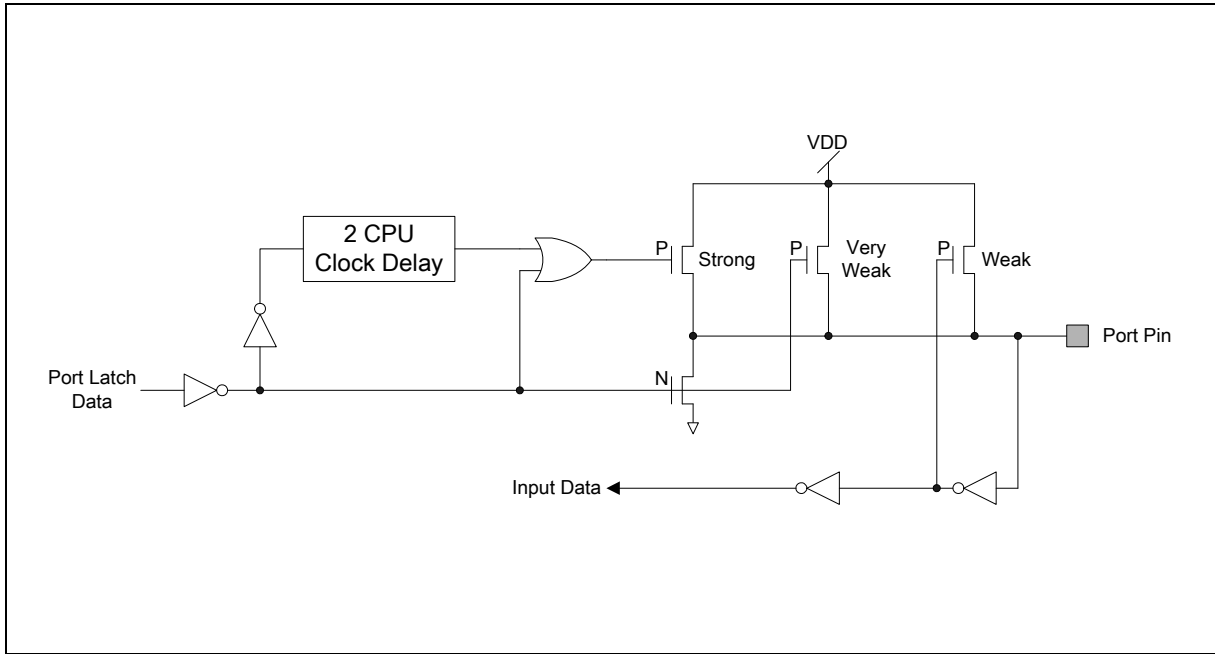 VDD
2 CPU
Clock Delay
P
Strong
P
Very
Weak
P
Weak
Port Pin
Port Latch
Data
N
Input Data